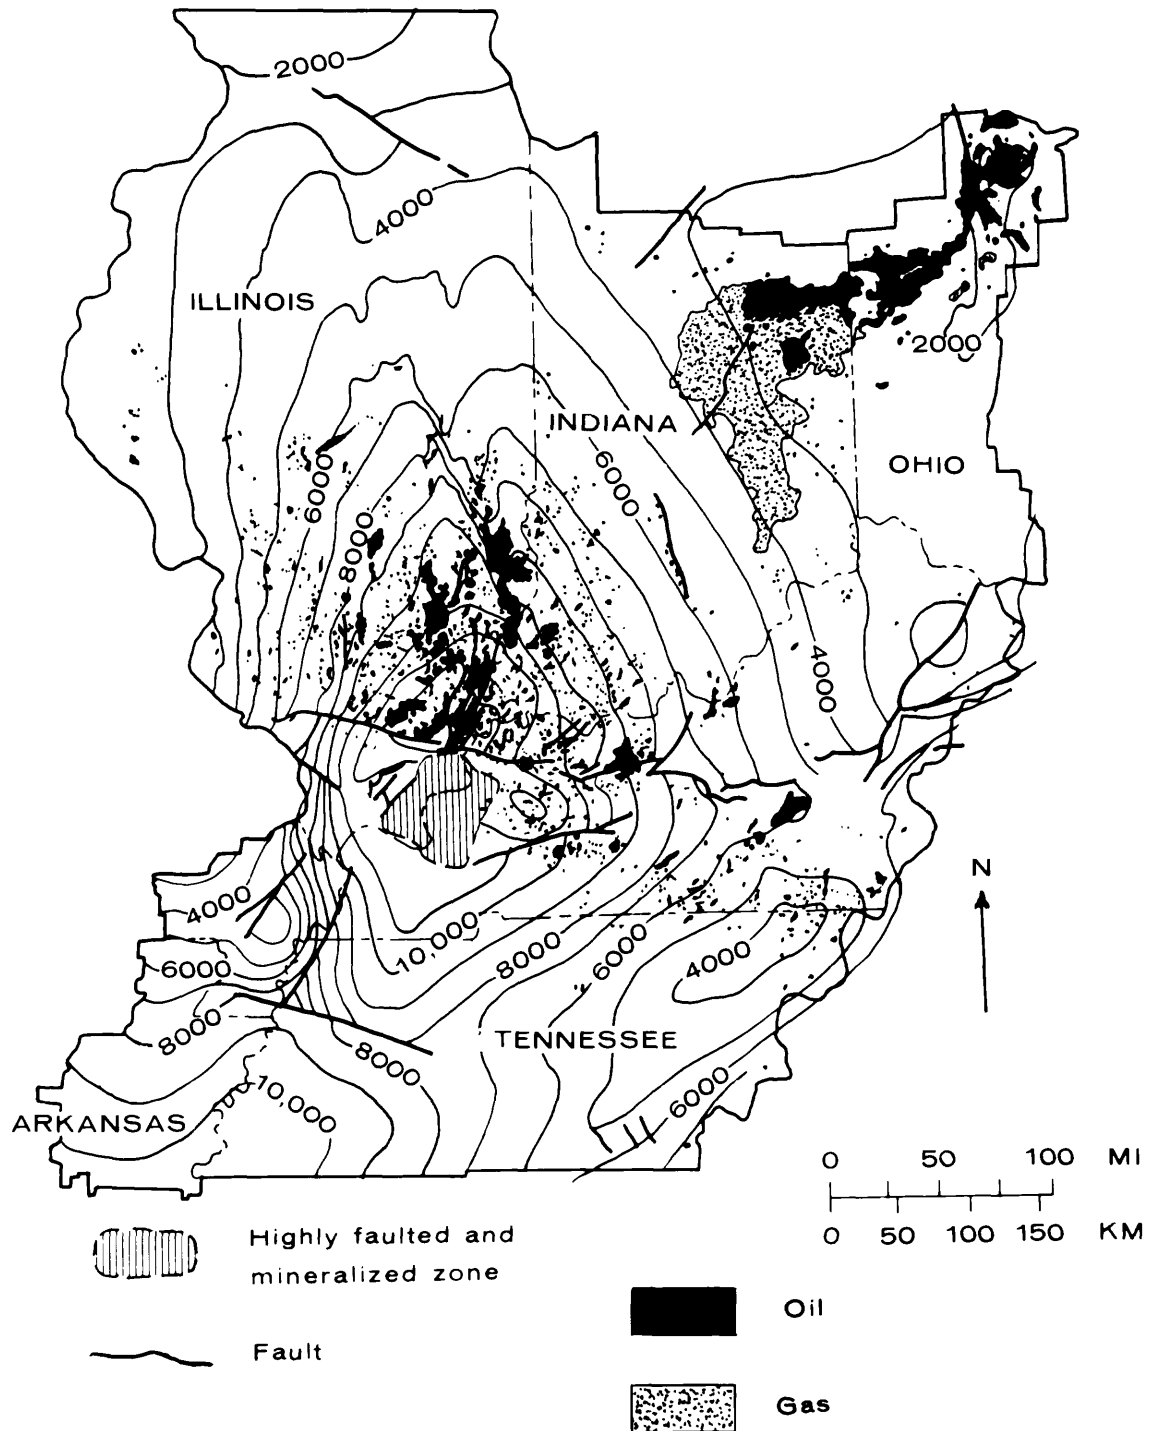 2000
4000
ILLINOIS
2000
INDIANA
OHIO
6000
6000
8000
4000
N
4000
10,000
8000
6000
4000
6000
TENNESSEE
8000
8000
6000
10,000
ARKANSAS
0 50 100 MI
0 50 100 150 KM
Highly faulted and
mineralized zone
Oil
Fault
Gas